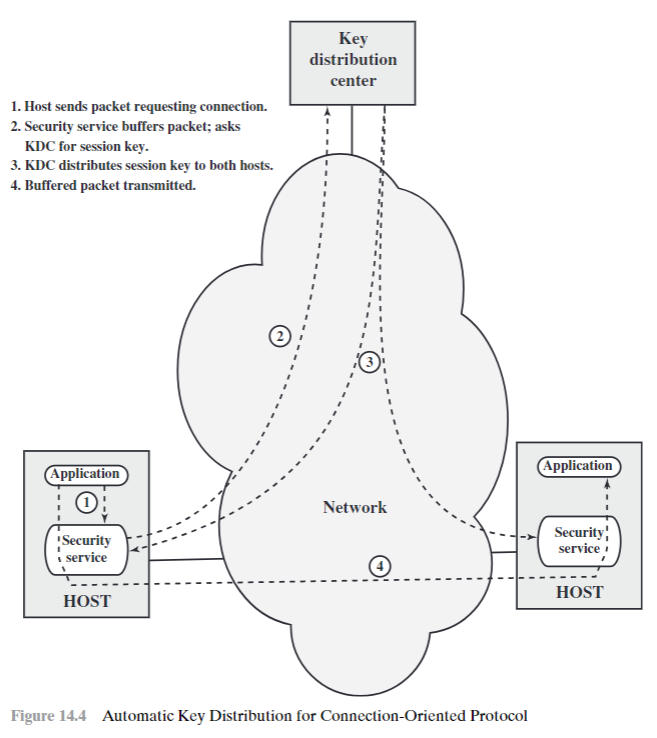 Key
distribution
center
1. Host sends packet requesting connection.
2. Security service buffers packet; asks
KDC for session key.
3. KDC distributes session key to both hosts.
4. Buffered packet transmitted.
2
3
Application
1
Security
service
HOST
Network
4
Application
Security
service
HOST
Figure 14.4 Automatic Key Distribution for Connection-Oriented Protocol